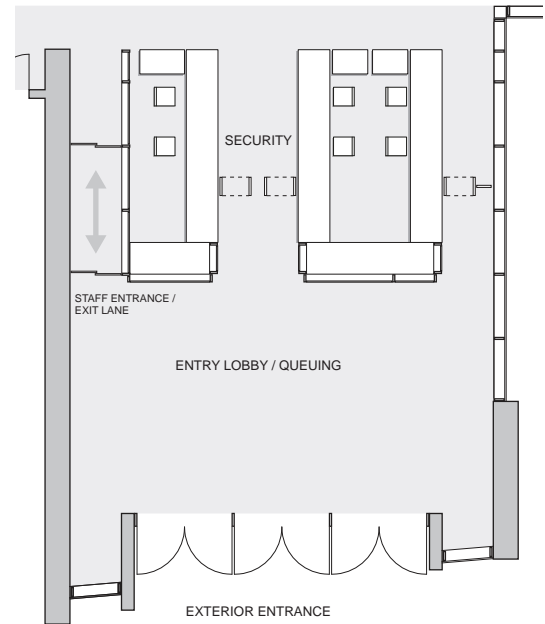 SECURITY
STAFF ENTRANCE /
EXIT LANE
ENTRY LOBBY / QUEUING
EXTERIOR ENTRANCE